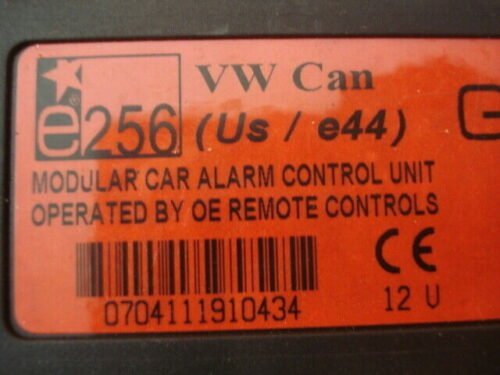 VW Can
e256 (Us / e44)
MODULAR CAR ALARM CONTROL UNIT
OPERATED BY OE REMOTE CONTROLS
CE
0704111910434
12 U